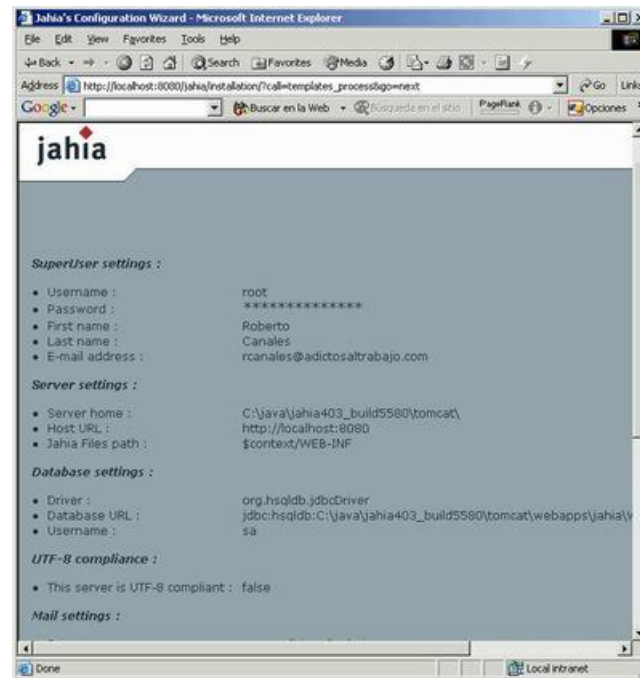 Jahia's Configuration Wizard - Microsoft Internet Explorer
File Edit View Favorites Tools Help
Back Search Favorites Media
Address http://localhost:8080/jahia/installation/?call=templates_process&go=next Go Links
Google Buscar en la Web Búsqueda en el sitio PageRank Opciones
jahia
SuperUser settings :
• Username : root
• Password : **************
• First name : Roberto
• Last name : Canales
• E-mail address : rcanales@adictosaltrabajo.com
Server settings :
• Server home : C:\java\jahia403_build5580\tomcat\
• Host URL : http://localhost:8080
• Jahia Files path : $context/WEB-INF
Database settings :
• Driver : org.hsqldb.jdbcDriver
• Database URL : jdbc:hsqldb:C:\java\jahia403_build5580\tomcat\webapps\jahia\
• Username : sa
UTF-8 compliance :
• This server is UTF-8 compliant : false
Mail settings :
Done Local intranet